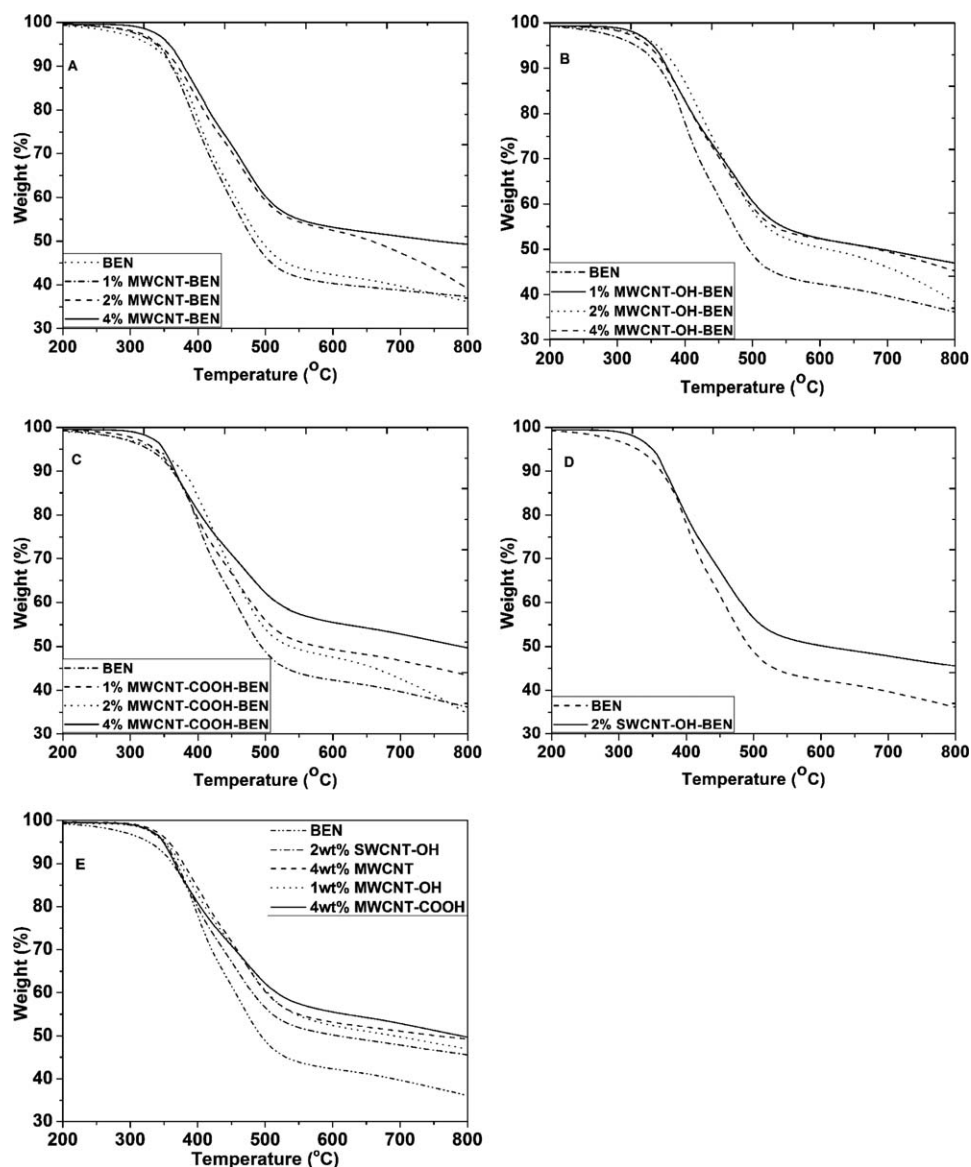 A
Weight (%)
100
90
80
70
60
50
40
30
BEN
1% MWCNT-BEN
2% MWCNT-BEN
4% MWCNT-BEN
200 300 400 500 600 700 800
Temperature (°C)
B
Weight (%)
100
90
80
70
60
50
40
30
BEN
1% MWCNT-OH-BEN
2% MWCNT-OH-BEN
4% MWCNT-OH-BEN
200 300 400 500 600 700 800
Temperature (°C)
C
Weight (%)
100
90
80
70
60
50
40
30
BEN
1% MWCNT-COOH-BEN
2% MWCNT-COOH-BEN
4% MWCNT-COOH-BEN
200 300 400 500 600 700 800
Temperature (°C)
D
Weight (%)
100
90
80
70
60
50
40
30
BEN
2% SWCNT-OH-BEN
200 300 400 500 600 700 800
Temperature (°C)
E
Weight (%)
100
90
80
70
60
50
40
30
BEN
2wt% SWCNT-OH
4wt% MWCNT
1wt% MWCNT-OH
4wt% MWCNT-COOH
200 300 400 500 600 700 800
Temperature (°C)